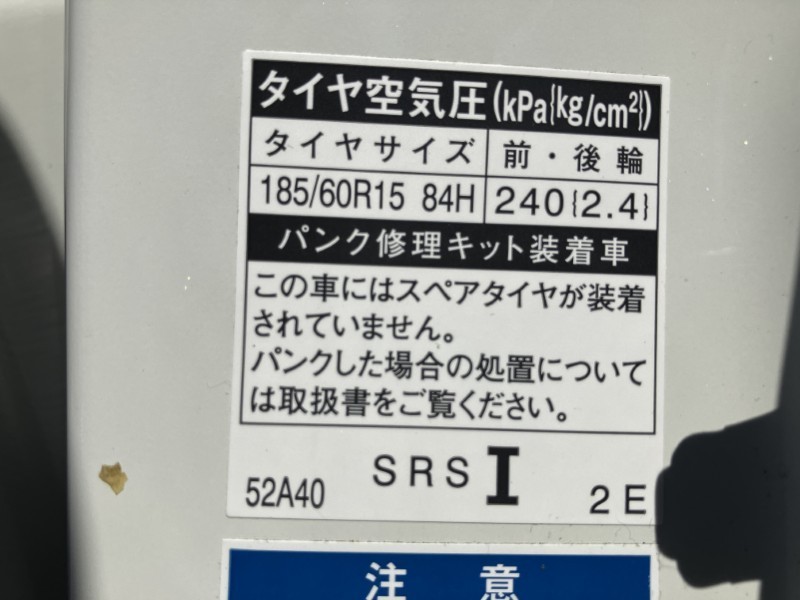 タイヤ空気圧(kPa{kg/cm²})
タイヤサイズ 前・後輪
185/60R15 84H 240{2.4}
パンク修理キット装着車
この車にはスペアタイヤが装着
されていません。
パンクした場合の処置について
は取扱書をご覧ください。
52A40 SRS I 2E
注意